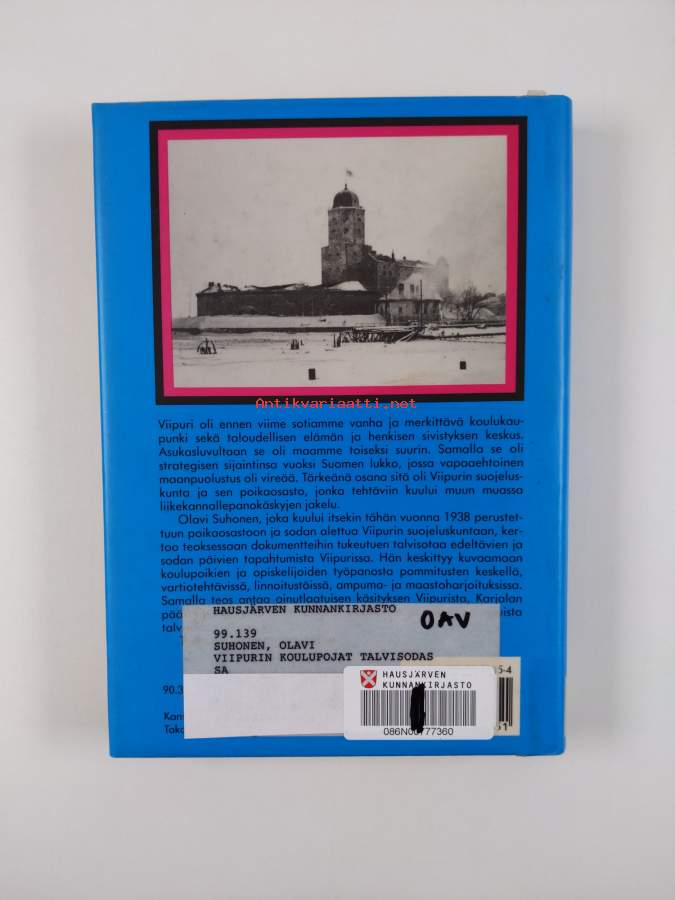 Antikvariaatti.net
Viipuri oli ennen viime sotiamme vanha ja merkittävä koulukau-
punki sekä taloudellisen elämän ja henkisen sivistyksen keskus.
Asukasluvultaan se oli maamme toiseksi suurin. Samalla se oli
strategisen sijaintinsa vuoksi Suomen lukko, jossa vapaaehtoinen
maanpuolustus oli vireää. Tärkeänä osana sitä oli Viipurin suojelus-
kunta ja sen poikaosasto, jonka tehtäviin kuului muun muassa
liikekannallepanokäskyjen jakelu.
Olavi Suhonen, joka kuului itsekin tähän vuonna 1938 perustet-
tuun poikaosastoon ja sodan alettua Viipurin suojeluskuntaan, ker-
too teoksessaan dokumentteihin tukeutuen talvisotaa edeltävien ja
sodan päivien tapahtumista Viipurissa. Hän keskittyy kuvaamaan
koulupoikien ja opiskelijoiden työpanosta pommitusten keskellä,
vartiotehtävissä, linnoitustöissä, ampuma- ja maastoharjoituksissa.
Samalla teos antaa ainutlaatuisen käsityksen Viipurista, Karjalan
HAUSJÄRVEN KUNNANKIRJASTO
OAV
99.139
SUHONEN, OLAVI
VIIPURIN KOULUPOJAT TALVISODAS
SA
90.3
5-4
HAUSJÄRVEN
KUNNANKIRJASTO